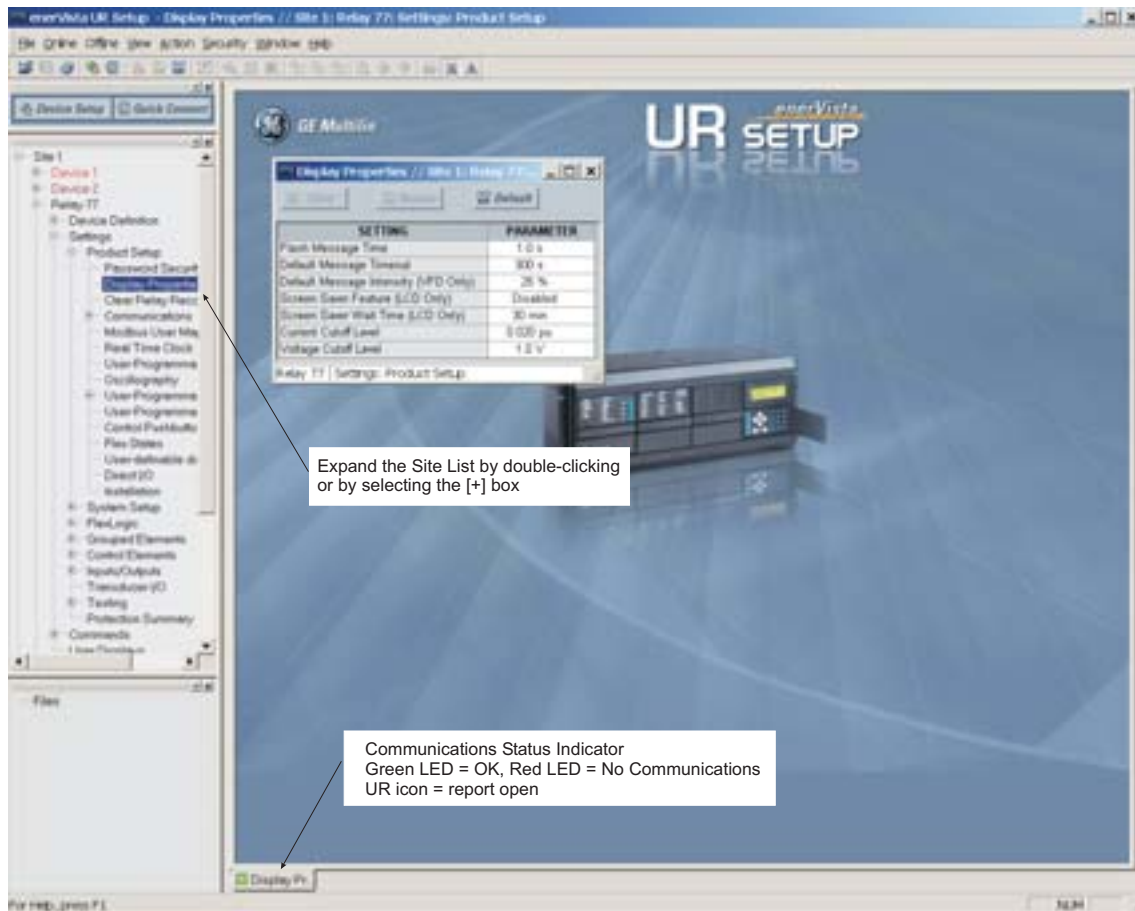 enerVista UR Setup - Display Properties // Site 1: Relay 77: Settings: Product Setup
File Online Offline View Action Security Window Help
Device Setup Quick Connect
Site 1
Device 1
Device 2
Relay 77
Device Definition
Settings
Product Setup
Password Securit
Display Propertie
Clear Relay Reco
Communications
Modbus User Map
Real Time Clock
User-Programma
Oscillography
User-Programma
User-Programma
Control Pushbutto
Flex States
User-definable di
Direct I/O
Installation
System Setup
FlexLogic
Grouped Elements
Control Elements
Inputs/Outputs
Transducer I/O
Testing
Protection Summary
Commands
User Displays
Files
GE Multilin
enerVista
UR SETUP
Display Properties // Site 1: Relay 77:
Save Restore Default
SETTING PARAMETER
Flash Message Time 1.0 s
Default Message Timeout 300 s
Default Message Intensity (VFD Only) 25 %
Screen Saver Feature (LCD Only) Disabled
Screen Saver Wait Time (LCD Only) 30 min
Current Cutoff Level 0.020 pu
Voltage Cutoff Level 1.0 V
Relay 77 Settings: Product Setup
Expand the Site List by double-clicking
or by selecting the [+] box
Communications Status Indicator
Green LED = OK, Red LED = No Communications
UR icon = report open
Display Pr
For Help, press F1
NUM